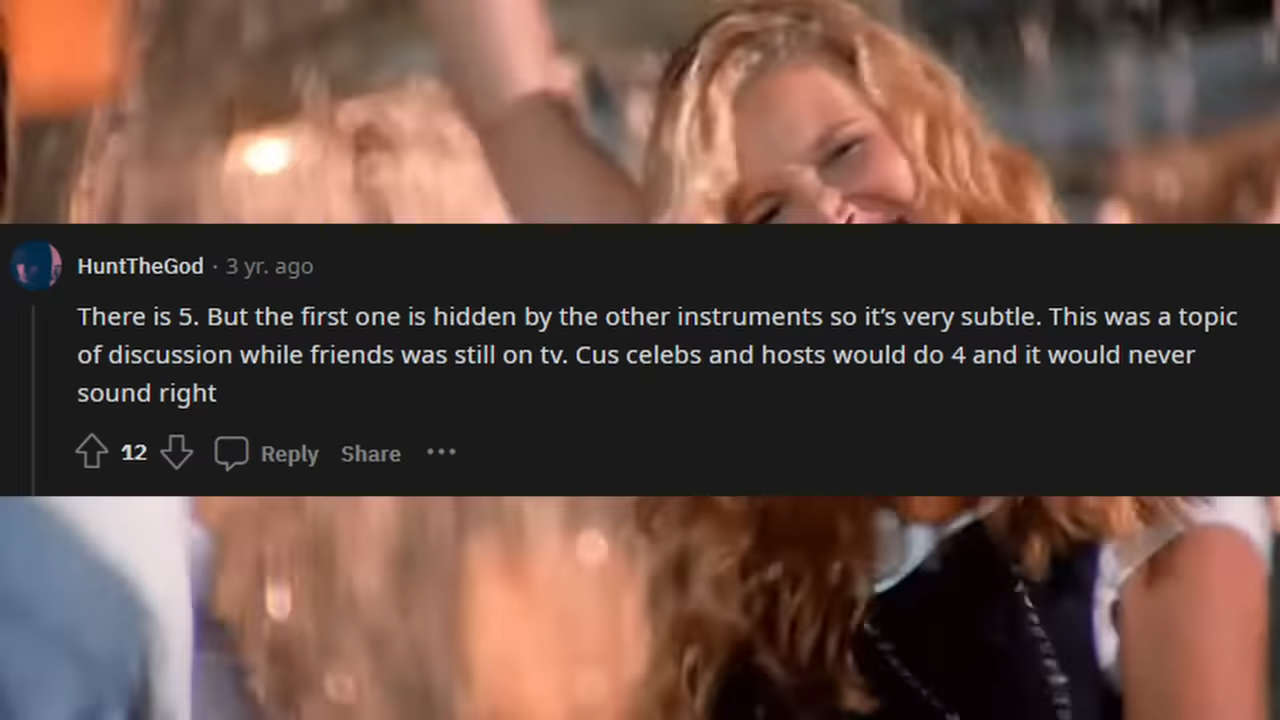 HuntTheGod · 3 yr. ago
There is 5. But the first one is hidden by the other instruments so it’s very subtle. This was a topic
of discussion while friends was still on tv. Cus celebs and hosts would do 4 and it would never
sound right
12 Reply Share ···